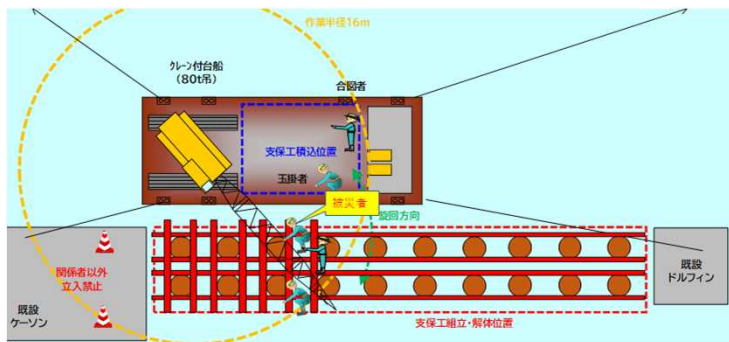 作業半径16m
クレーン付台船
(80t吊)
合図者
支保工積込位置
玉掛者
被災者
旋回方向
関係者以外
立入禁止
既設
ケーソン
既設
ドルフィン
支保工組立・解体位置